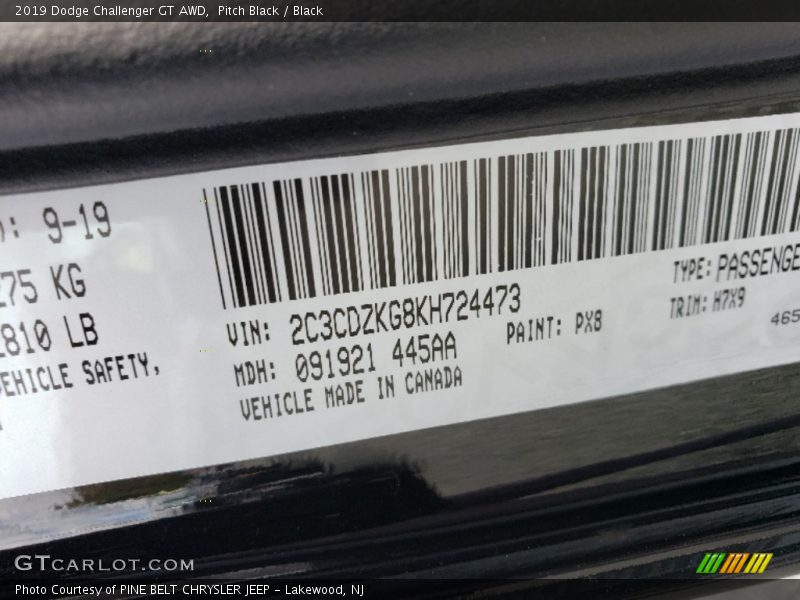 2019 Dodge Challenger GT AWD,  Pitch Black / Black
: 9-19
275 KG
810 LB
VEHICLE SAFETY,
VIN: 2C3CDZKG8KH724473
MDH: 091921 445AA
VEHICLE MADE IN CANADA
PAINT: PX8
TYPE: PASSENGE
TRIM: H7X9
465
GTCARLOT.COM
Photo Courtesy of PINE BELT CHRYSLER JEEP - Lakewood, NJ